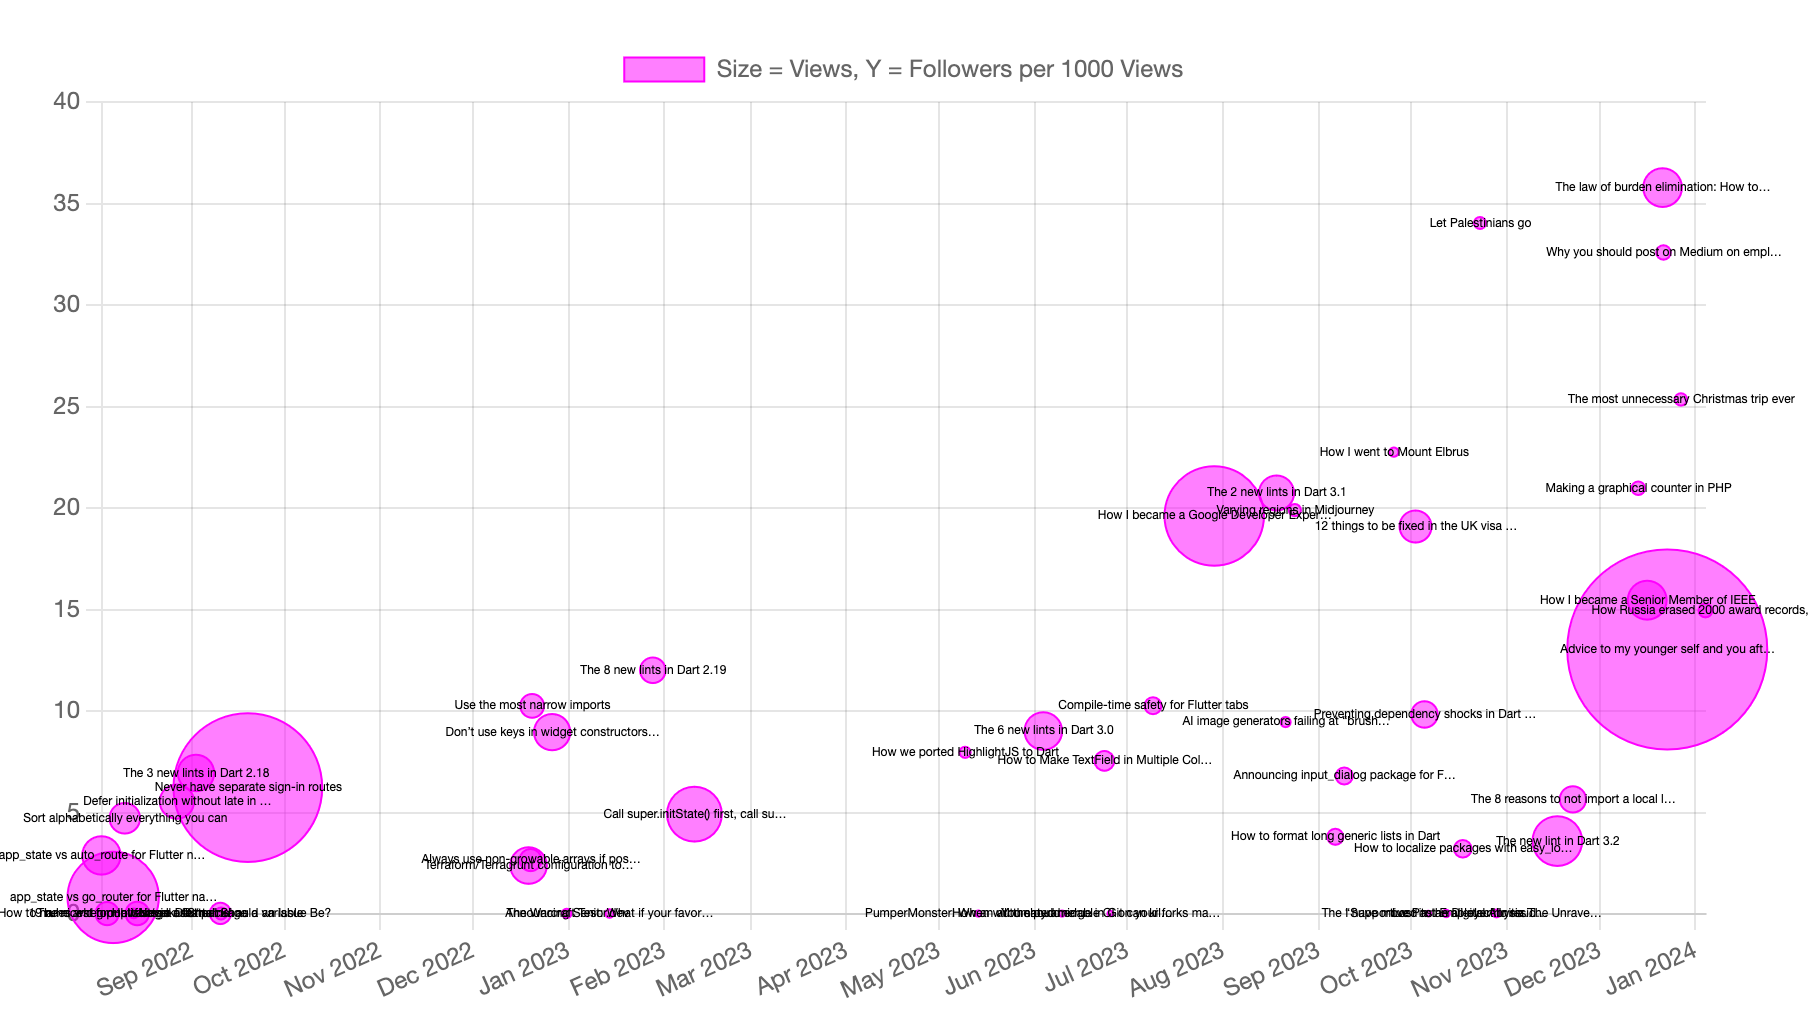 Size = Views, Y = Followers per 1000 Views
40
35
30
25
20
15
10
5
The law of burden elimination: How to…
Let Palestinians go
Why you should post on Medium on empl…
The most unnecessary Christmas trip ever
How I went to Mount Elbrus
Making a graphical counter in PHP
The 2 new lints in Dart 3.1
Varying regions in Midjourney
How I became a Google Developer Exper…
12 things to be fixed in the UK visa …
How I became a Senior Member of IEEE
How Russia erased 2000 award records,
Advice to my younger self and you aft…
The 8 new lints in Dart 2.19
Use the most narrow imports
Compile-time safety for Flutter tabs
Preventing dependency shocks in Dart …
AI image generators failing at "brush…
Don't use keys in widget constructors…
The 6 new lints in Dart 3.0
How we ported HighlightJS to Dart
How to Make TextField in Multiple Col…
The 3 new lints in Dart 2.18
Announcing input_dialog package for F…
Never have separate sign-in routes
Defer initialization without late in …
The 8 reasons to not import a local l…
Call super.initState() first, call su…
Sort alphabetically everything you can
How to format long generic lists in Dart
The new lint in Dart 3.2
How to localize packages with easy_lo…
app_state vs auto_route for Flutter n…
Always use non-growable arrays if pos…
Terraform/Terragrunt configuration to…
app_state vs go_router for Flutter na…
What if your favor…
PumperMonster
The Unrave…
Sep 2022
Oct 2022
Nov 2022
Dec 2022
Jan 2023
Feb 2023
Mar 2023
Apr 2023
May 2023
Jun 2023
Jul 2023
Aug 2023
Sep 2023
Oct 2023
Nov 2023
Dec 2023
Jan 2024